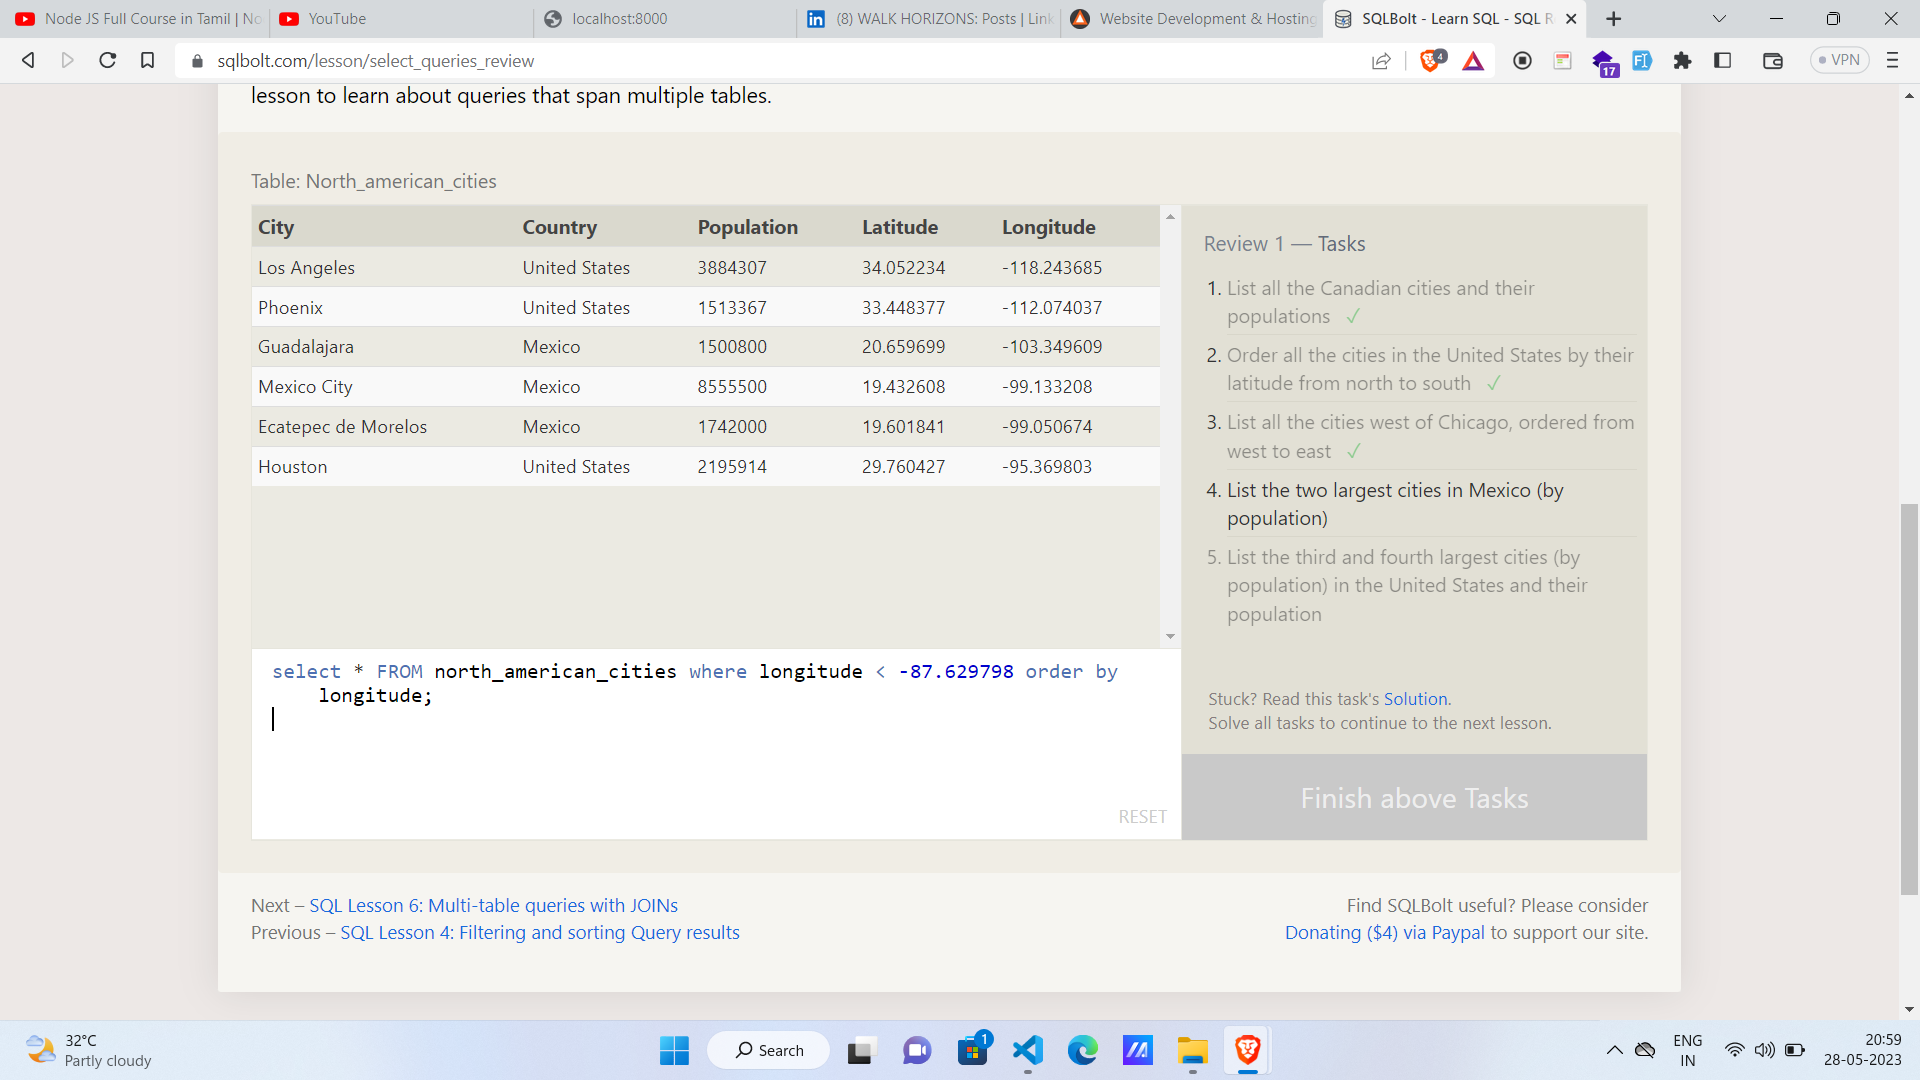 Node JS Full Course in Tamil | No
YouTube
localhost:8000
(8) WALK HORIZONS: Posts | Link
Website Development & Hosting
SQLBolt - Learn SQL - SQL R
sqlbolt.com/lesson/select_queries_review
4
17
VPN
lesson to learn about queries that span multiple tables.
Table: North_american_cities
City Country Population Latitude Longitude
Los Angeles United States 3884307 34.052234 -118.243685
Phoenix United States 1513367 33.448377 -112.074037
Guadalajara Mexico 1500800 20.659699 -103.349609
Mexico City Mexico 8555500 19.432608 -99.133208
Ecatepec de Morelos Mexico 1742000 19.601841 -99.050674
Houston United States 2195914 29.760427 -95.369803
select * FROM north_american_cities where longitude < -87.629798 order by
longitude;
RESET
Review 1 — Tasks
1. List all the Canadian cities and their
populations ✓
2. Order all the cities in the United States by their
latitude from north to south ✓
3. List all the cities west of Chicago, ordered from
west to east ✓
4. List the two largest cities in Mexico (by
population)
5. List the third and fourth largest cities (by
population) in the United States and their
population
Stuck? Read this task's Solution.
Solve all tasks to continue to the next lesson.
Finish above Tasks
Next – SQL Lesson 6: Multi-table queries with JOINs
Previous – SQL Lesson 4: Filtering and sorting Query results
Find SQLBolt useful? Please consider
Donating ($4) via Paypal to support our site.
32°C
Partly cloudy
Search
1
ENG
IN
20:59
28-05-2023